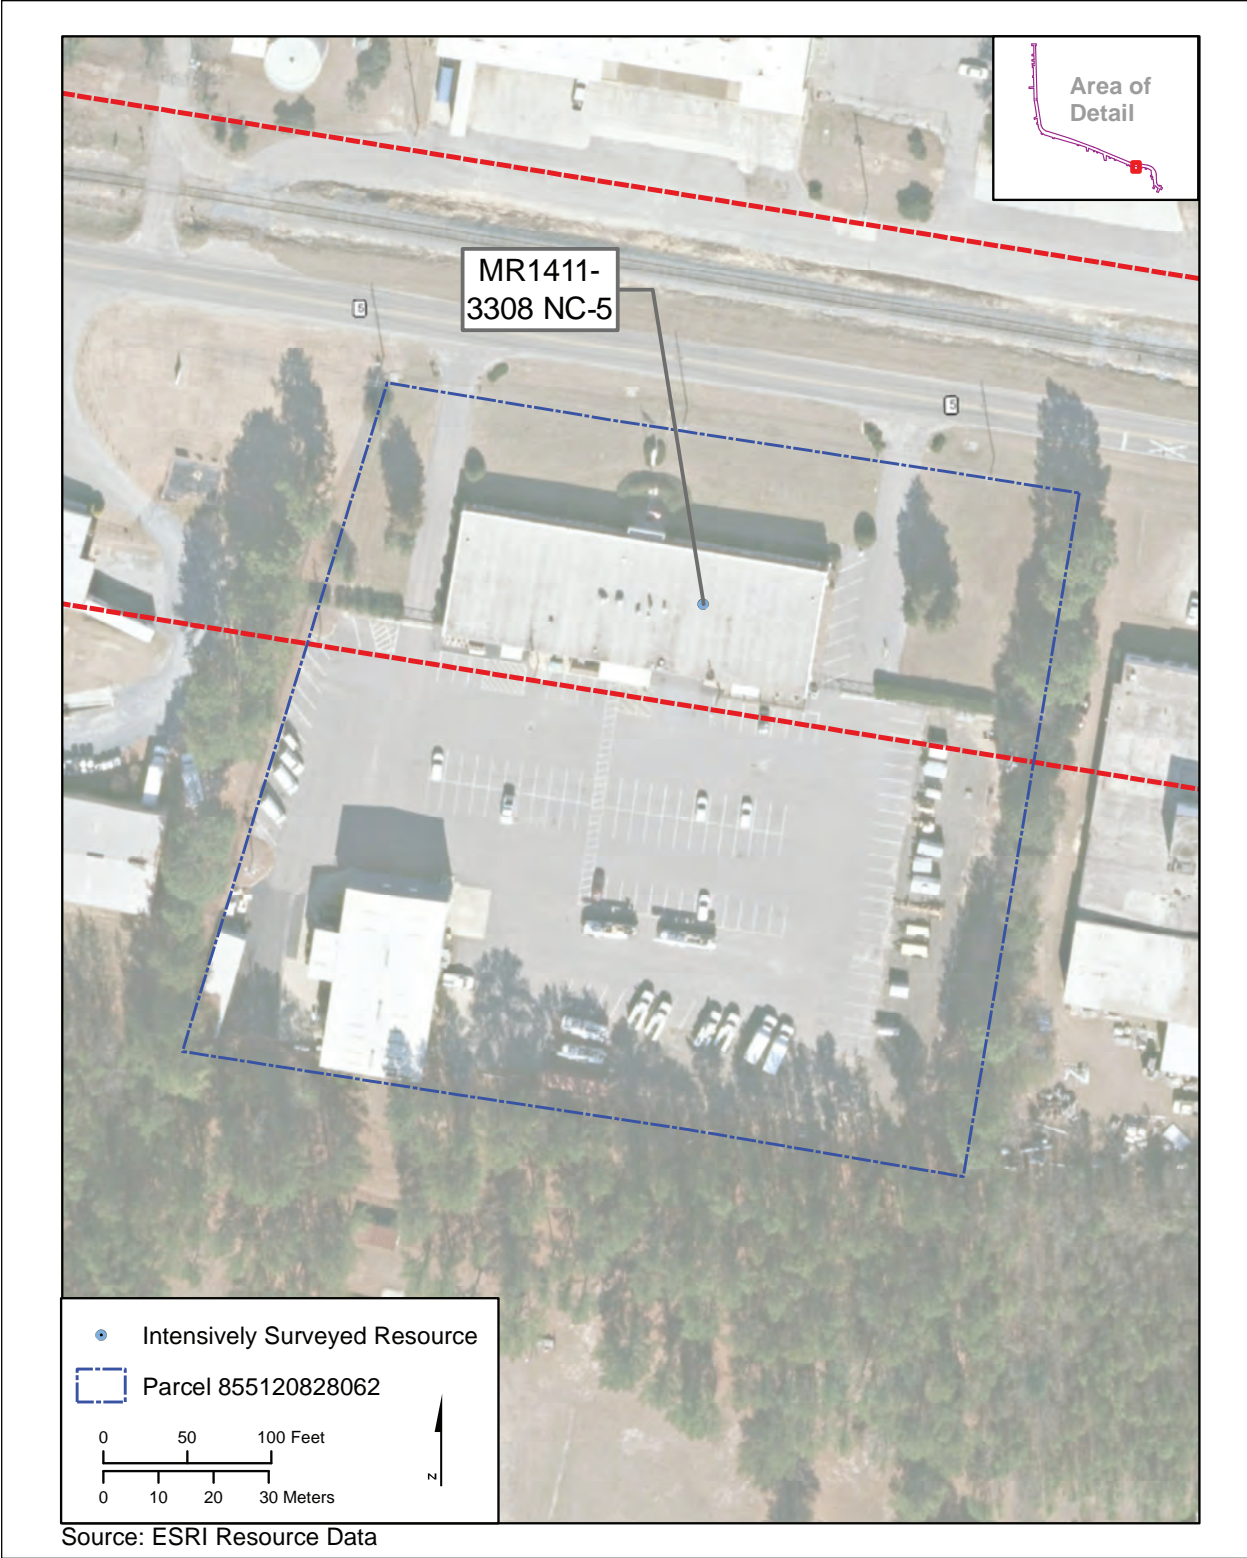 Area of
Detail
MR1411-
3308 NC-5
5
5
Intensively Surveyed Resource
Parcel 855120828062
0 50 100 Feet
0 10 20 30 Meters
N
Source: ESRI Resource Data